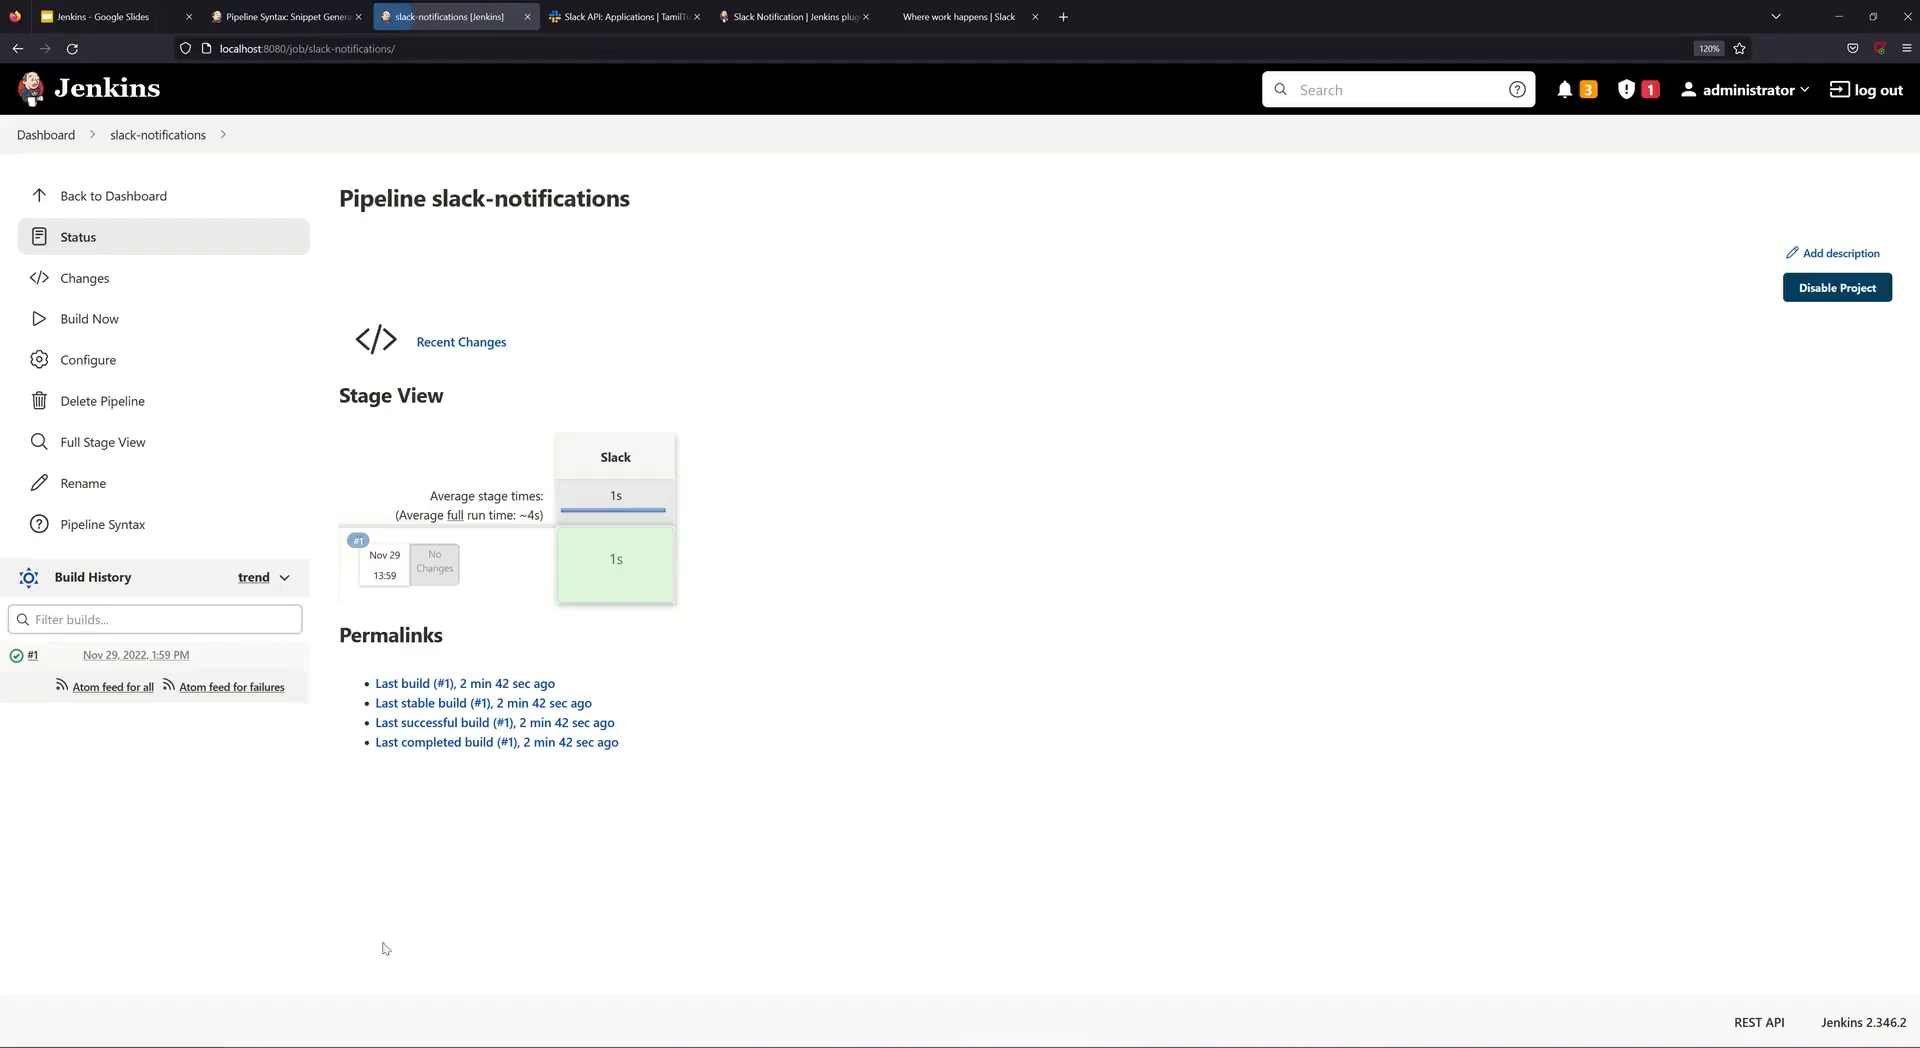 Jenkins - Google Slides
Pipeline Syntax: Snippet Genera
slack-notifications [Jenkins]
Slack API: Applications | TamilTu
Slack Notification | Jenkins plug
Where work happens | Slack
localhost:8080/job/slack-notifications/
120%
Jenkins
Search
3
1
administrator
log out
Dashboard
slack-notifications
Back to Dashboard
Status
Changes
Build Now
Configure
Delete Pipeline
Full Stage View
Rename
Pipeline Syntax
Build History
trend
Filter builds...
#1
Nov 29, 2022, 1:59 PM
Atom feed for all
Atom feed for failures
Pipeline slack-notifications
Add description
Disable Project
Recent Changes
Stage View
Slack
Average stage times:
1s
(Average full run time: ~4s)
#1
Nov 29
13:59
No
Changes
1s
Permalinks
Last build (#1), 2 min 42 sec ago
Last stable build (#1), 2 min 42 sec ago
Last successful build (#1), 2 min 42 sec ago
Last completed build (#1), 2 min 42 sec ago
REST API
Jenkins 2.346.2